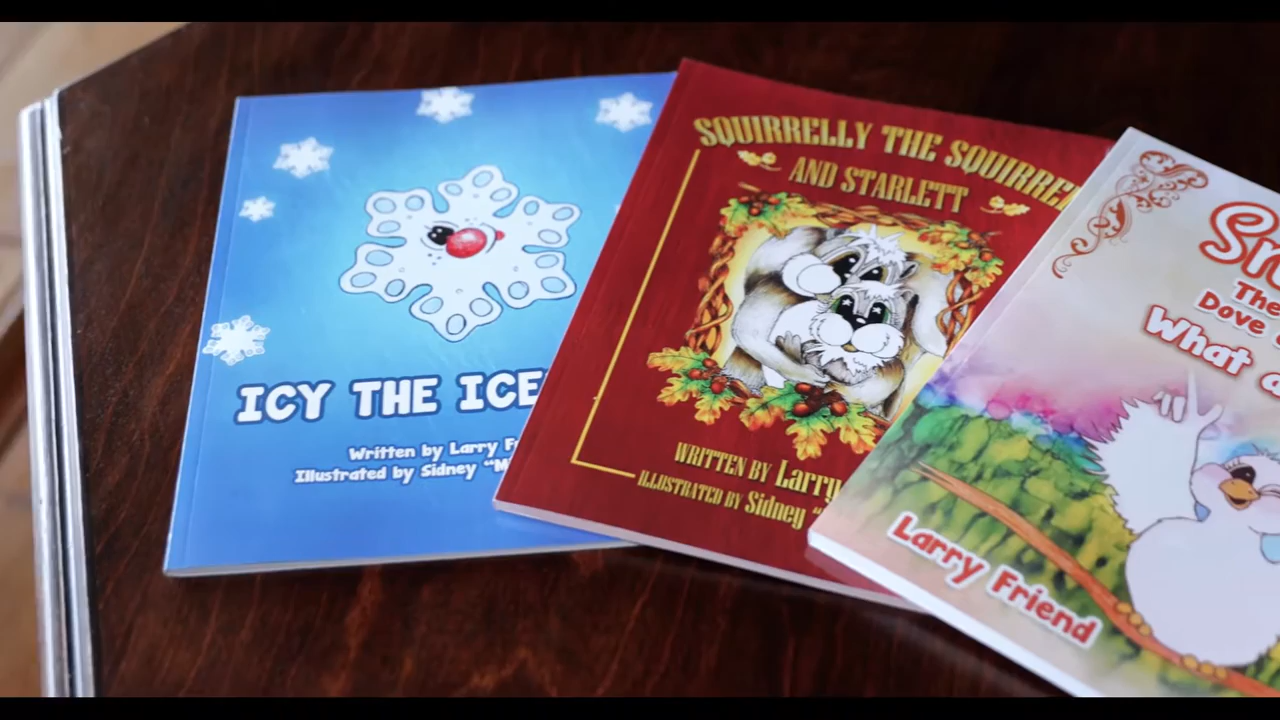 ICY THE ICE
Written by Larry
Illustrated by Sidney
SQUIRRELLY THE SQUIRREL
AND STARLETT
WRITTEN BY Larry
ILLUSTRATED BY Sidney
The
Dove
What
Larry Friend